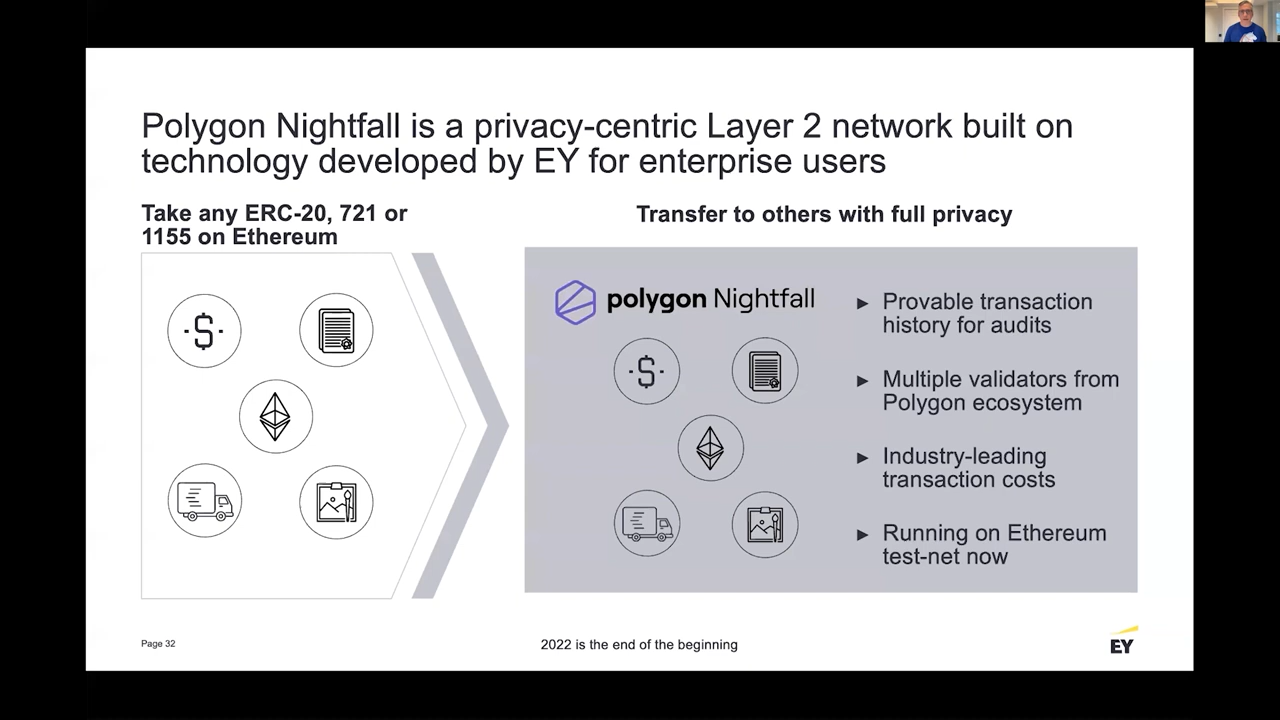 Polygon Nightfall is a privacy-centric Layer 2 network built on
technology developed by EY for enterprise users
Take any ERC-20, 721 or
1155 on Ethereum
Transfer to others with full privacy
polygon Nightfall
► Provable transaction
history for audits
► Multiple validators from
Polygon ecosystem
► Industry-leading
transaction costs
► Running on Ethereum
test-net now
Page 32
2022 is the end of the beginning
EY